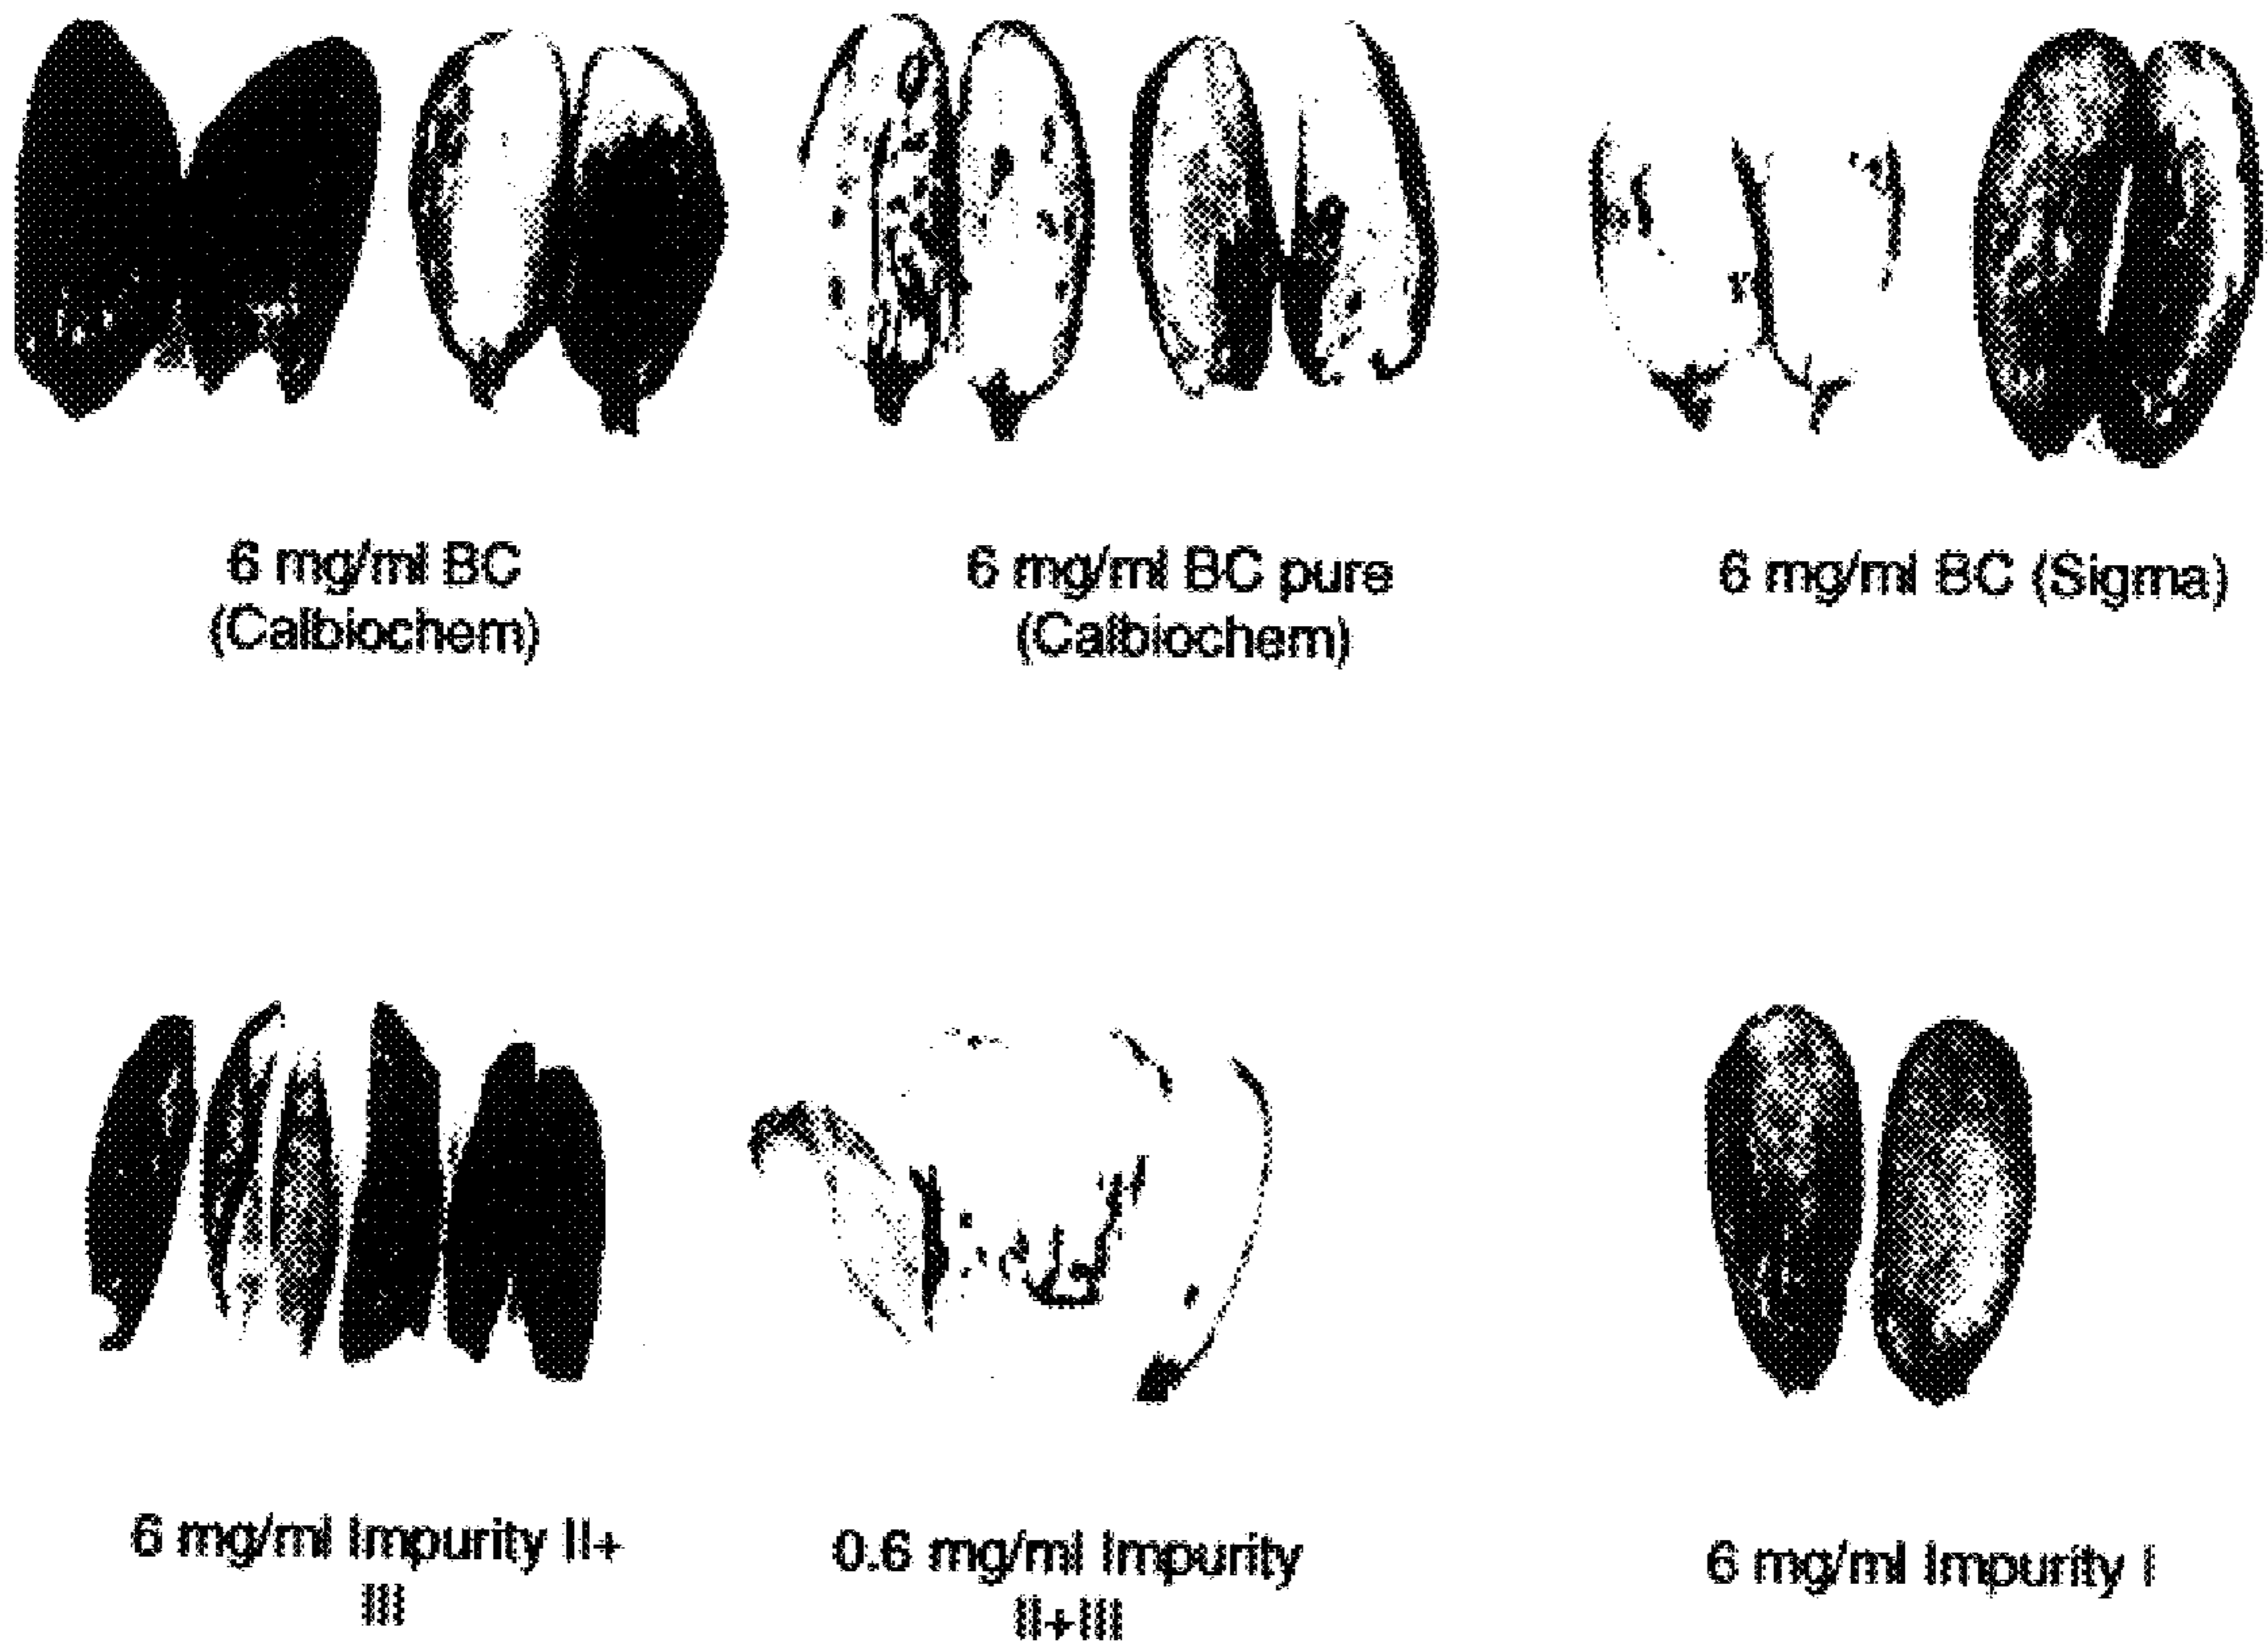 6 mg/ml BC
(Calbiochem)
6 mg/ml BC pure
(Calbiochem)
6 mg/ml BC (Sigma)
6 mg/ml Impurity II+
III
0.6 mg/ml Impurity
II+III
6 mg/ml Impurity I